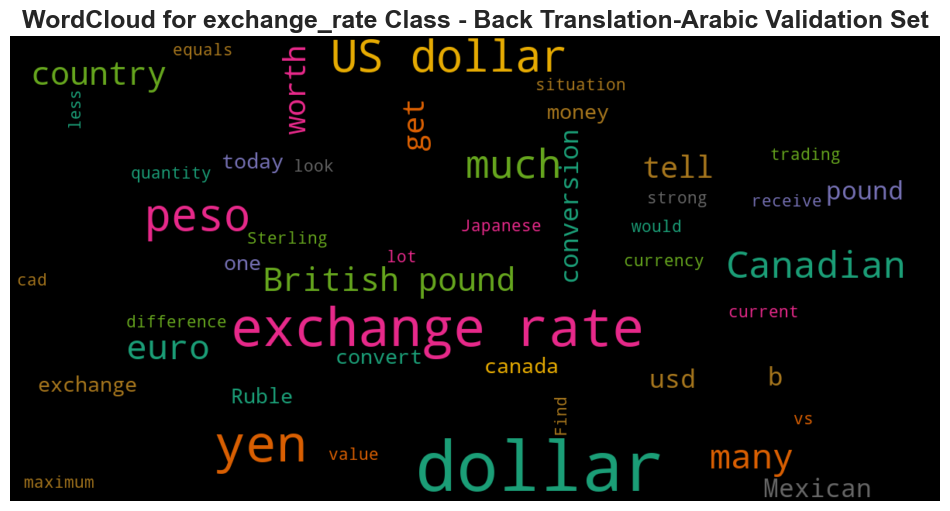 WordCloud for exchange_rate Class - Back Translation-Arabic Validation Set
equals
US dollar
country
worth
situation
less
get
money
conversion
today
look
much
tell
trading
quantity
strong
receive
pound
peso
Sterling
Japanese
would
one
lot
currency
Canadian
cad
British pound
difference
exchange rate
current
euro
convert
canada
exchange
Ruble
usd
b
Find
vs
yen
value
dollar
many
maximum
Mexican